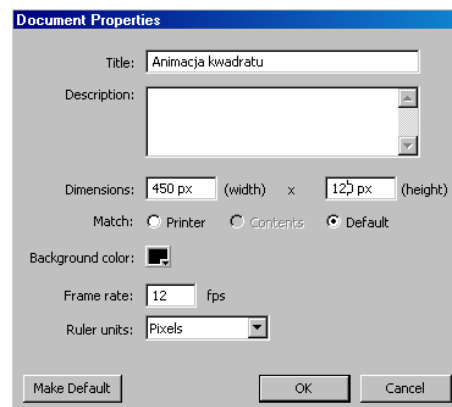 Document Properties
Title: Animacja kwadratu
Description:
Dimensions: 450 px (width) x 120 px (height)
Match: Printer Contents Default
Background color:
Frame rate: 12 fps
Ruler units: Pixels
Make Default OK Cancel